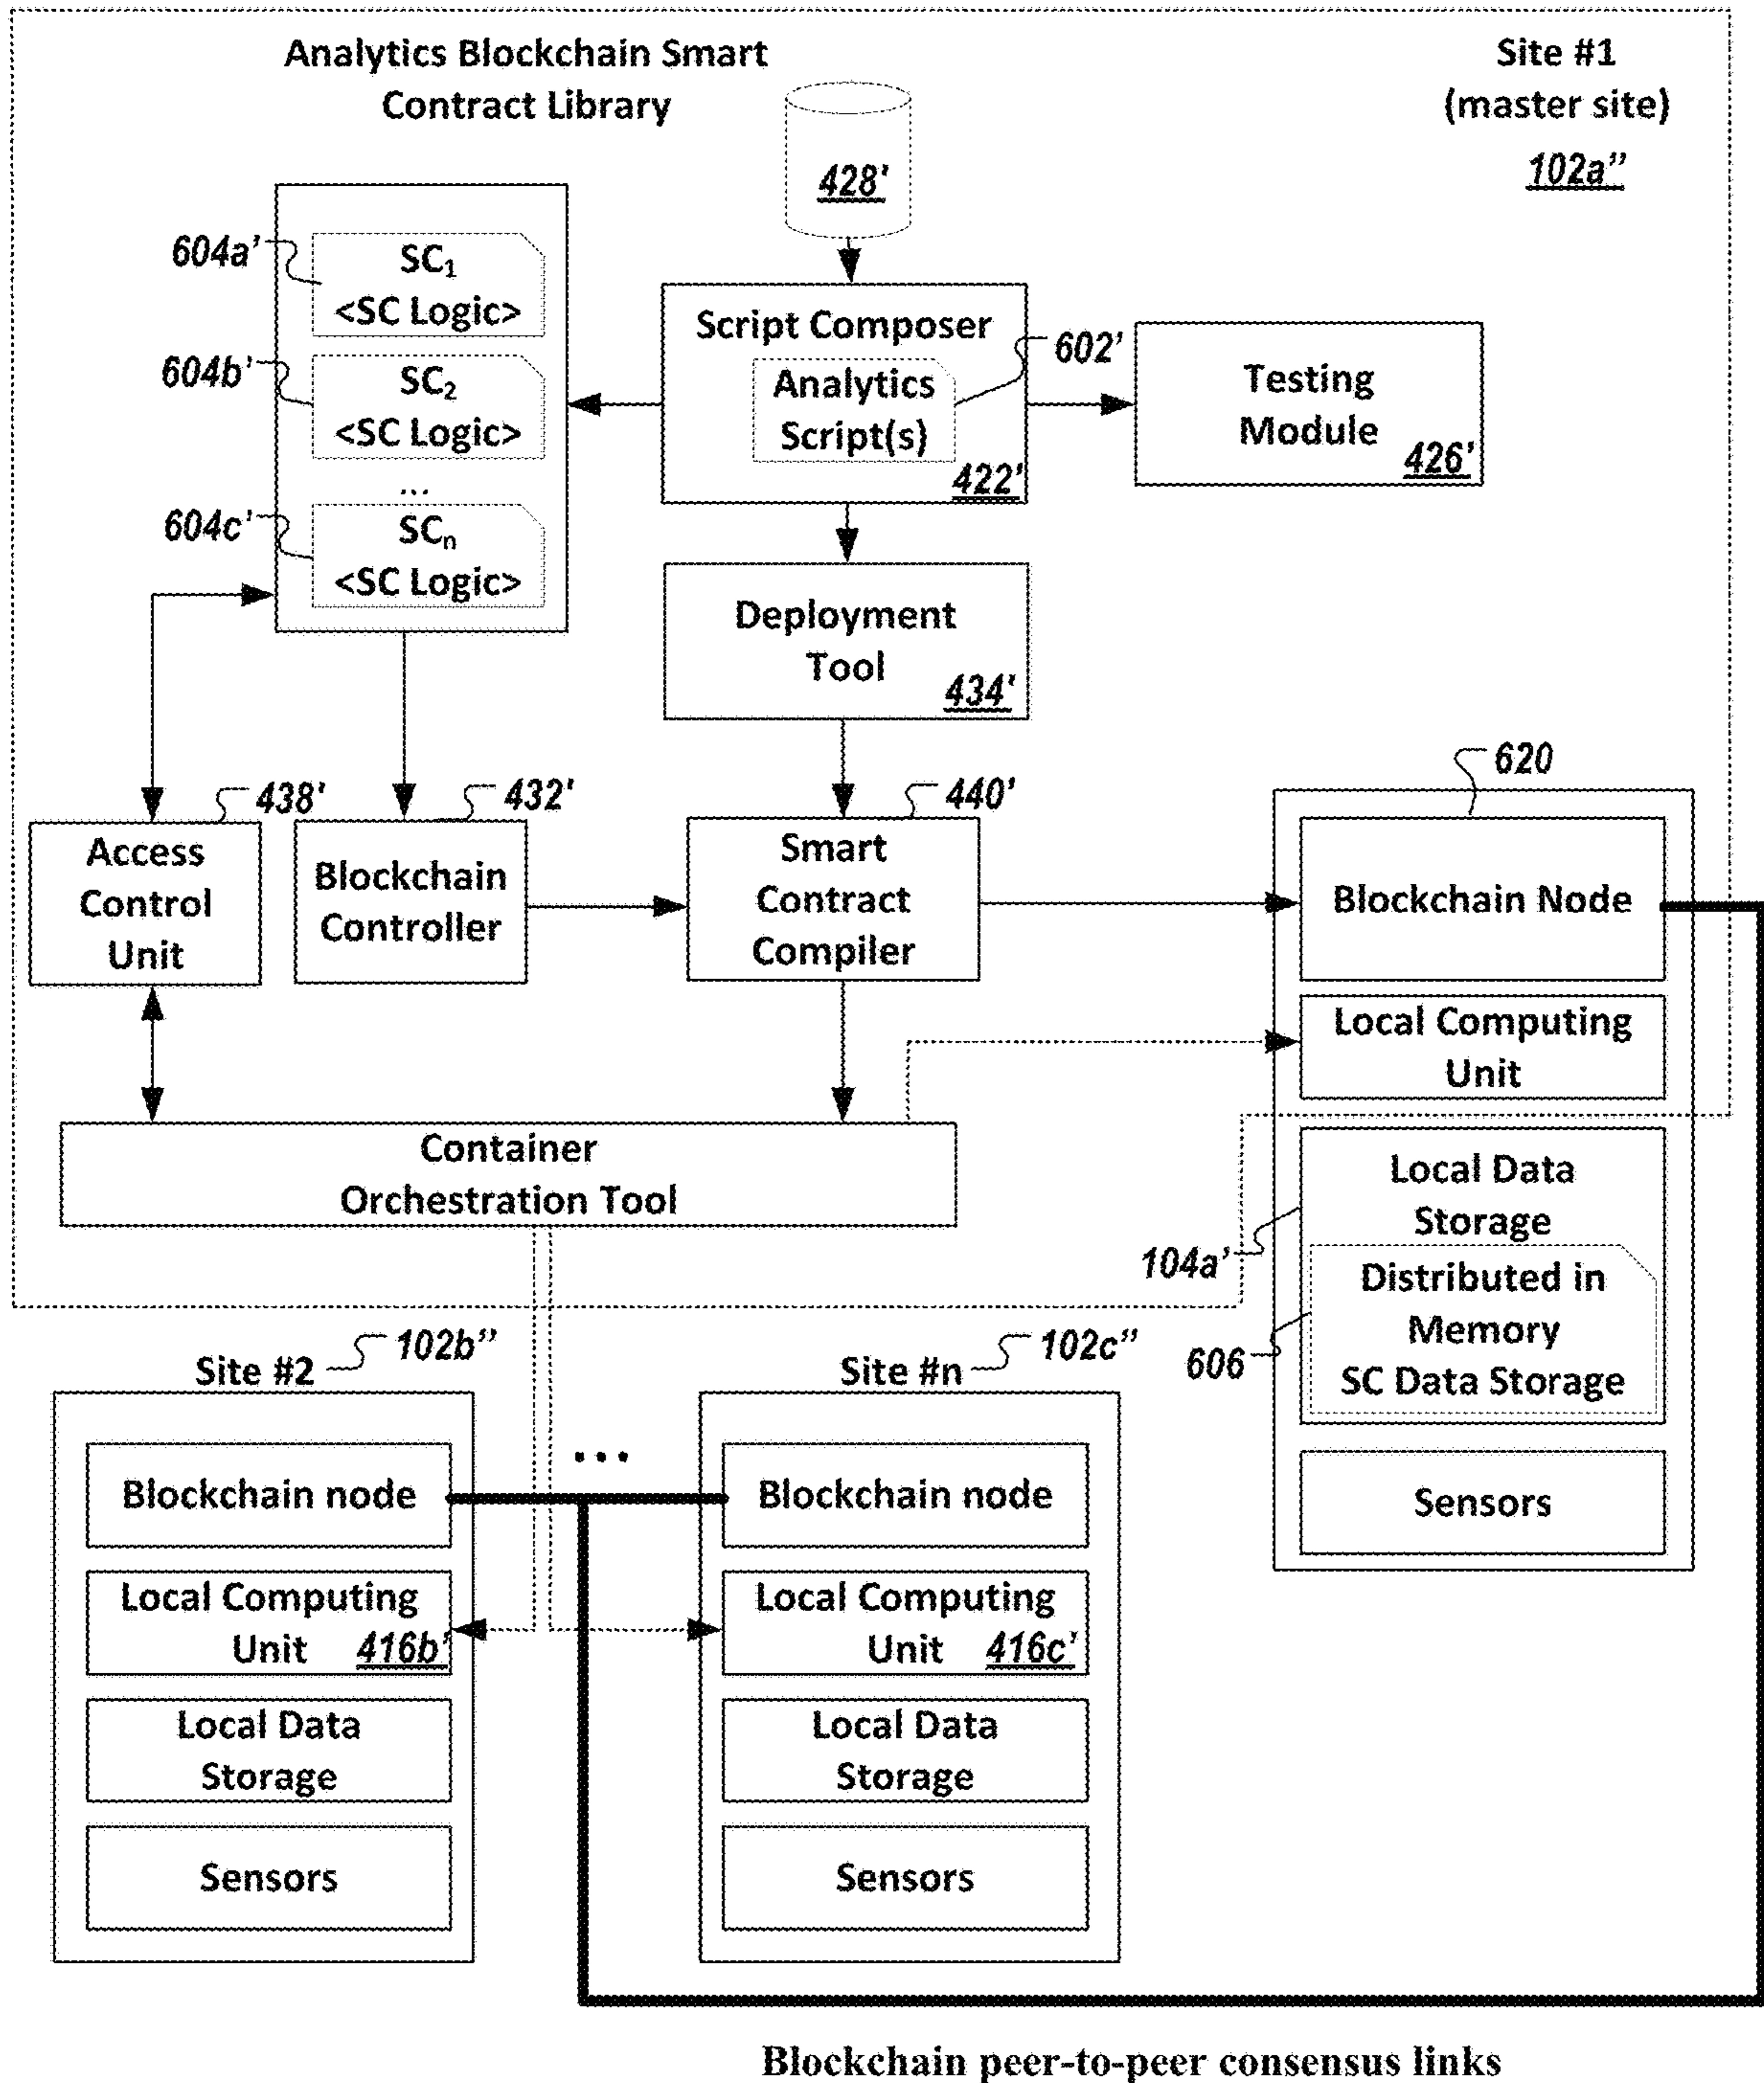 Analytics Blockchain Smart
Contract Library
Site #1
(master site)
102a”
428'
604a'
SC1
<SC Logic>
604b'
SC2
<SC Logic>
...
604c'
SCn
<SC Logic>
Script Composer
602'
Analytics
Script(s)
422'
Testing
Module
426'
Deployment
Tool
434'
438'
Access
Control
Unit
432'
Blockchain
Controller
440'
Smart
Contract
Compiler
620
Blockchain Node
Local Computing
Unit
Container
Orchestration Tool
104a'
Local Data
Storage
606
Distributed in
Memory
SC Data Storage
Sensors
Site #2
102b”
Blockchain node
Local Computing
Unit 416b'
Local Data
Storage
Sensors
...
Site #n
102c”
Blockchain node
Local Computing
Unit 416c'
Local Data
Storage
Sensors
Blockchain peer-to-peer consensus links